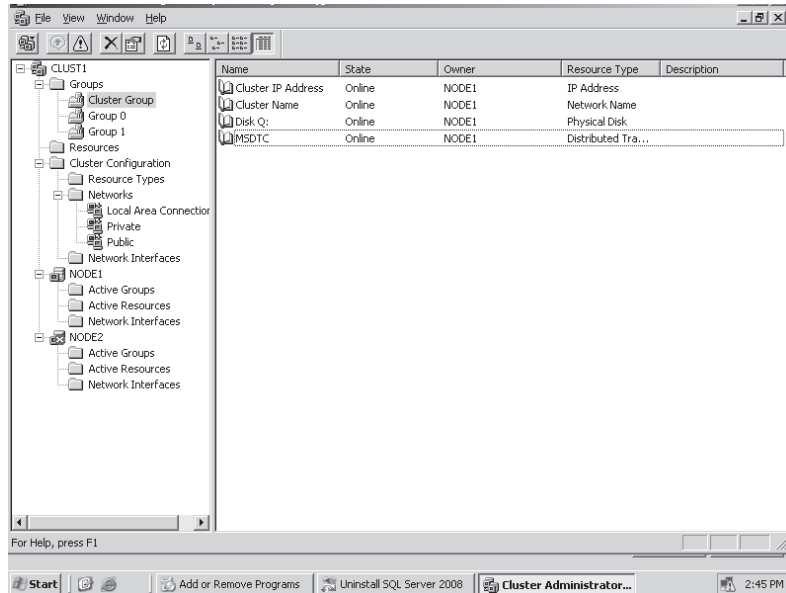 File View Window Help
CLUST1
Groups
Cluster Group
Group 0
Group 1
Resources
Cluster Configuration
Resource Types
Networks
Local Area Connection
Private
Public
Network Interfaces
NODE1
Active Groups
Active Resources
Network Interfaces
NODE2
Active Groups
Active Resources
Network Interfaces
Name State Owner Resource Type Description
Cluster IP Address Online NODE1 IP Address
Cluster Name Online NODE1 Network Name
Disk Q: Online NODE1 Physical Disk
MSDTC Online NODE1 Distributed Tra...
For Help, press F1
Start Add or Remove Programs Uninstall SQL Server 2008 Cluster Administrator... 2:45 PM